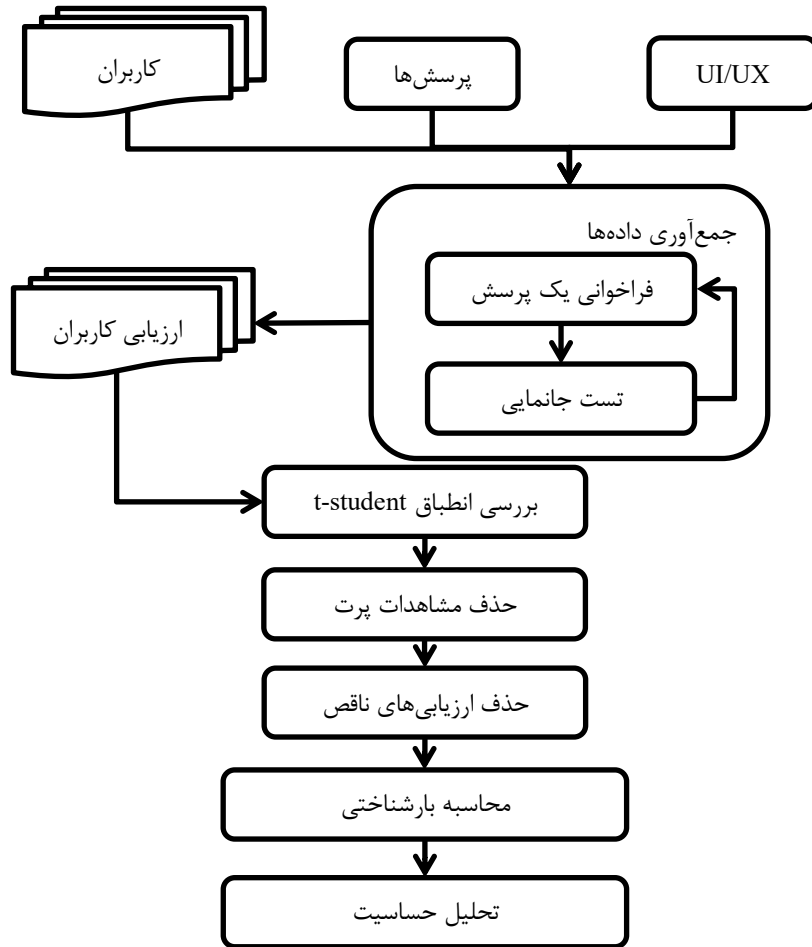 کاربران
پرسش‌ها
UI/UX
جمع‌آوری داده‌ها
فراخوانی یک پرسش
تست جانمایی
ارزیابی کاربران
بررسی انطباق t-student
حذف مشاهدات پرت
حذف ارزیابی‌های ناقص
محاسبه بارشناختی
تحلیل حساسیت